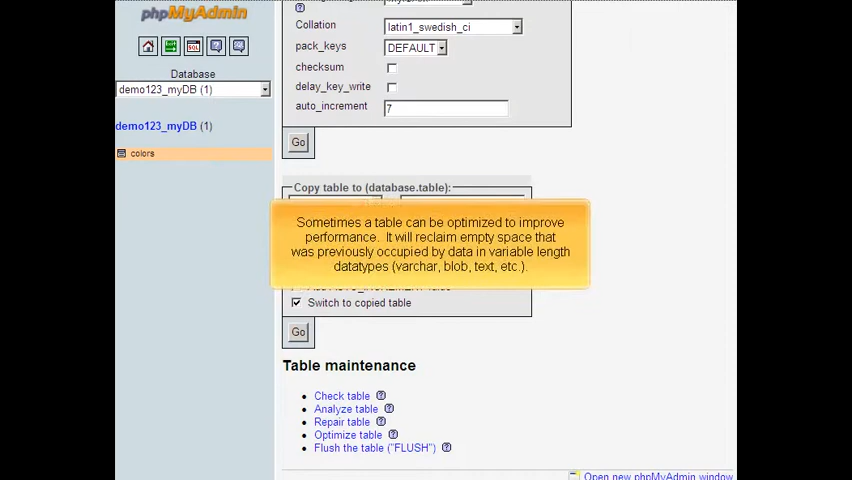 phpMyAdmin
Database
demo123_myDB (1)
demo123_myDB (1)
colors
Collation
latin1_swedish_ci
pack_keys
DEFAULT
checksum
delay_key_write
auto_increment
7
Go
Copy table to (database.table):
Sometimes a table can be optimized to improve
performance. It will reclaim empty space that
was previously occupied by data in variable length
datatypes (varchar, blob, text, etc.).
Switch to copied table
Go
Table maintenance
Check table
Analyze table
Repair table
Optimize table
Flush the table ("FLUSH")
Open new phpMyAdmin window